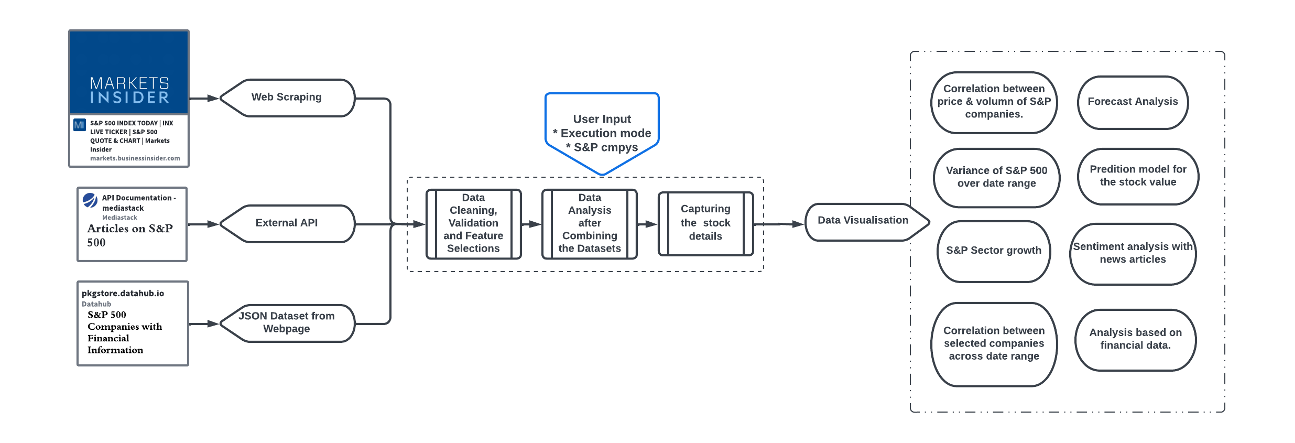 MARKETS
INSIDER
MI
S&P 500 INDEX TODAY | INX
LIVE TICKER | S&P 500
QUOTE & CHART | Markets
Insider
markets.businessinsider.com
Web Scraping
API Documentation -
mediastack
Mediastack
Articles on S&P
500
External API
pkgstore.datahub.io
Datahub
S&P 500
Companies with
Financial
Information
JSON Dataset from
Webpage
User Input
* Execution mode
* S&P cmpys
Data
Cleaning,
Validation
and Feature
Selections
Data
Analysis
after
Combining
the Datasets
Capturing
the stock
details
Data Visualisation
Correlation between
price & volumn of S&P
companies.
Forecast Analysis
Variance of S&P 500
over date range
Predition model for
the stock value
S&P Sector growth
Sentiment analysis with
news articles
Correlation between
selected companies
across date range
Analysis based on
financial data.